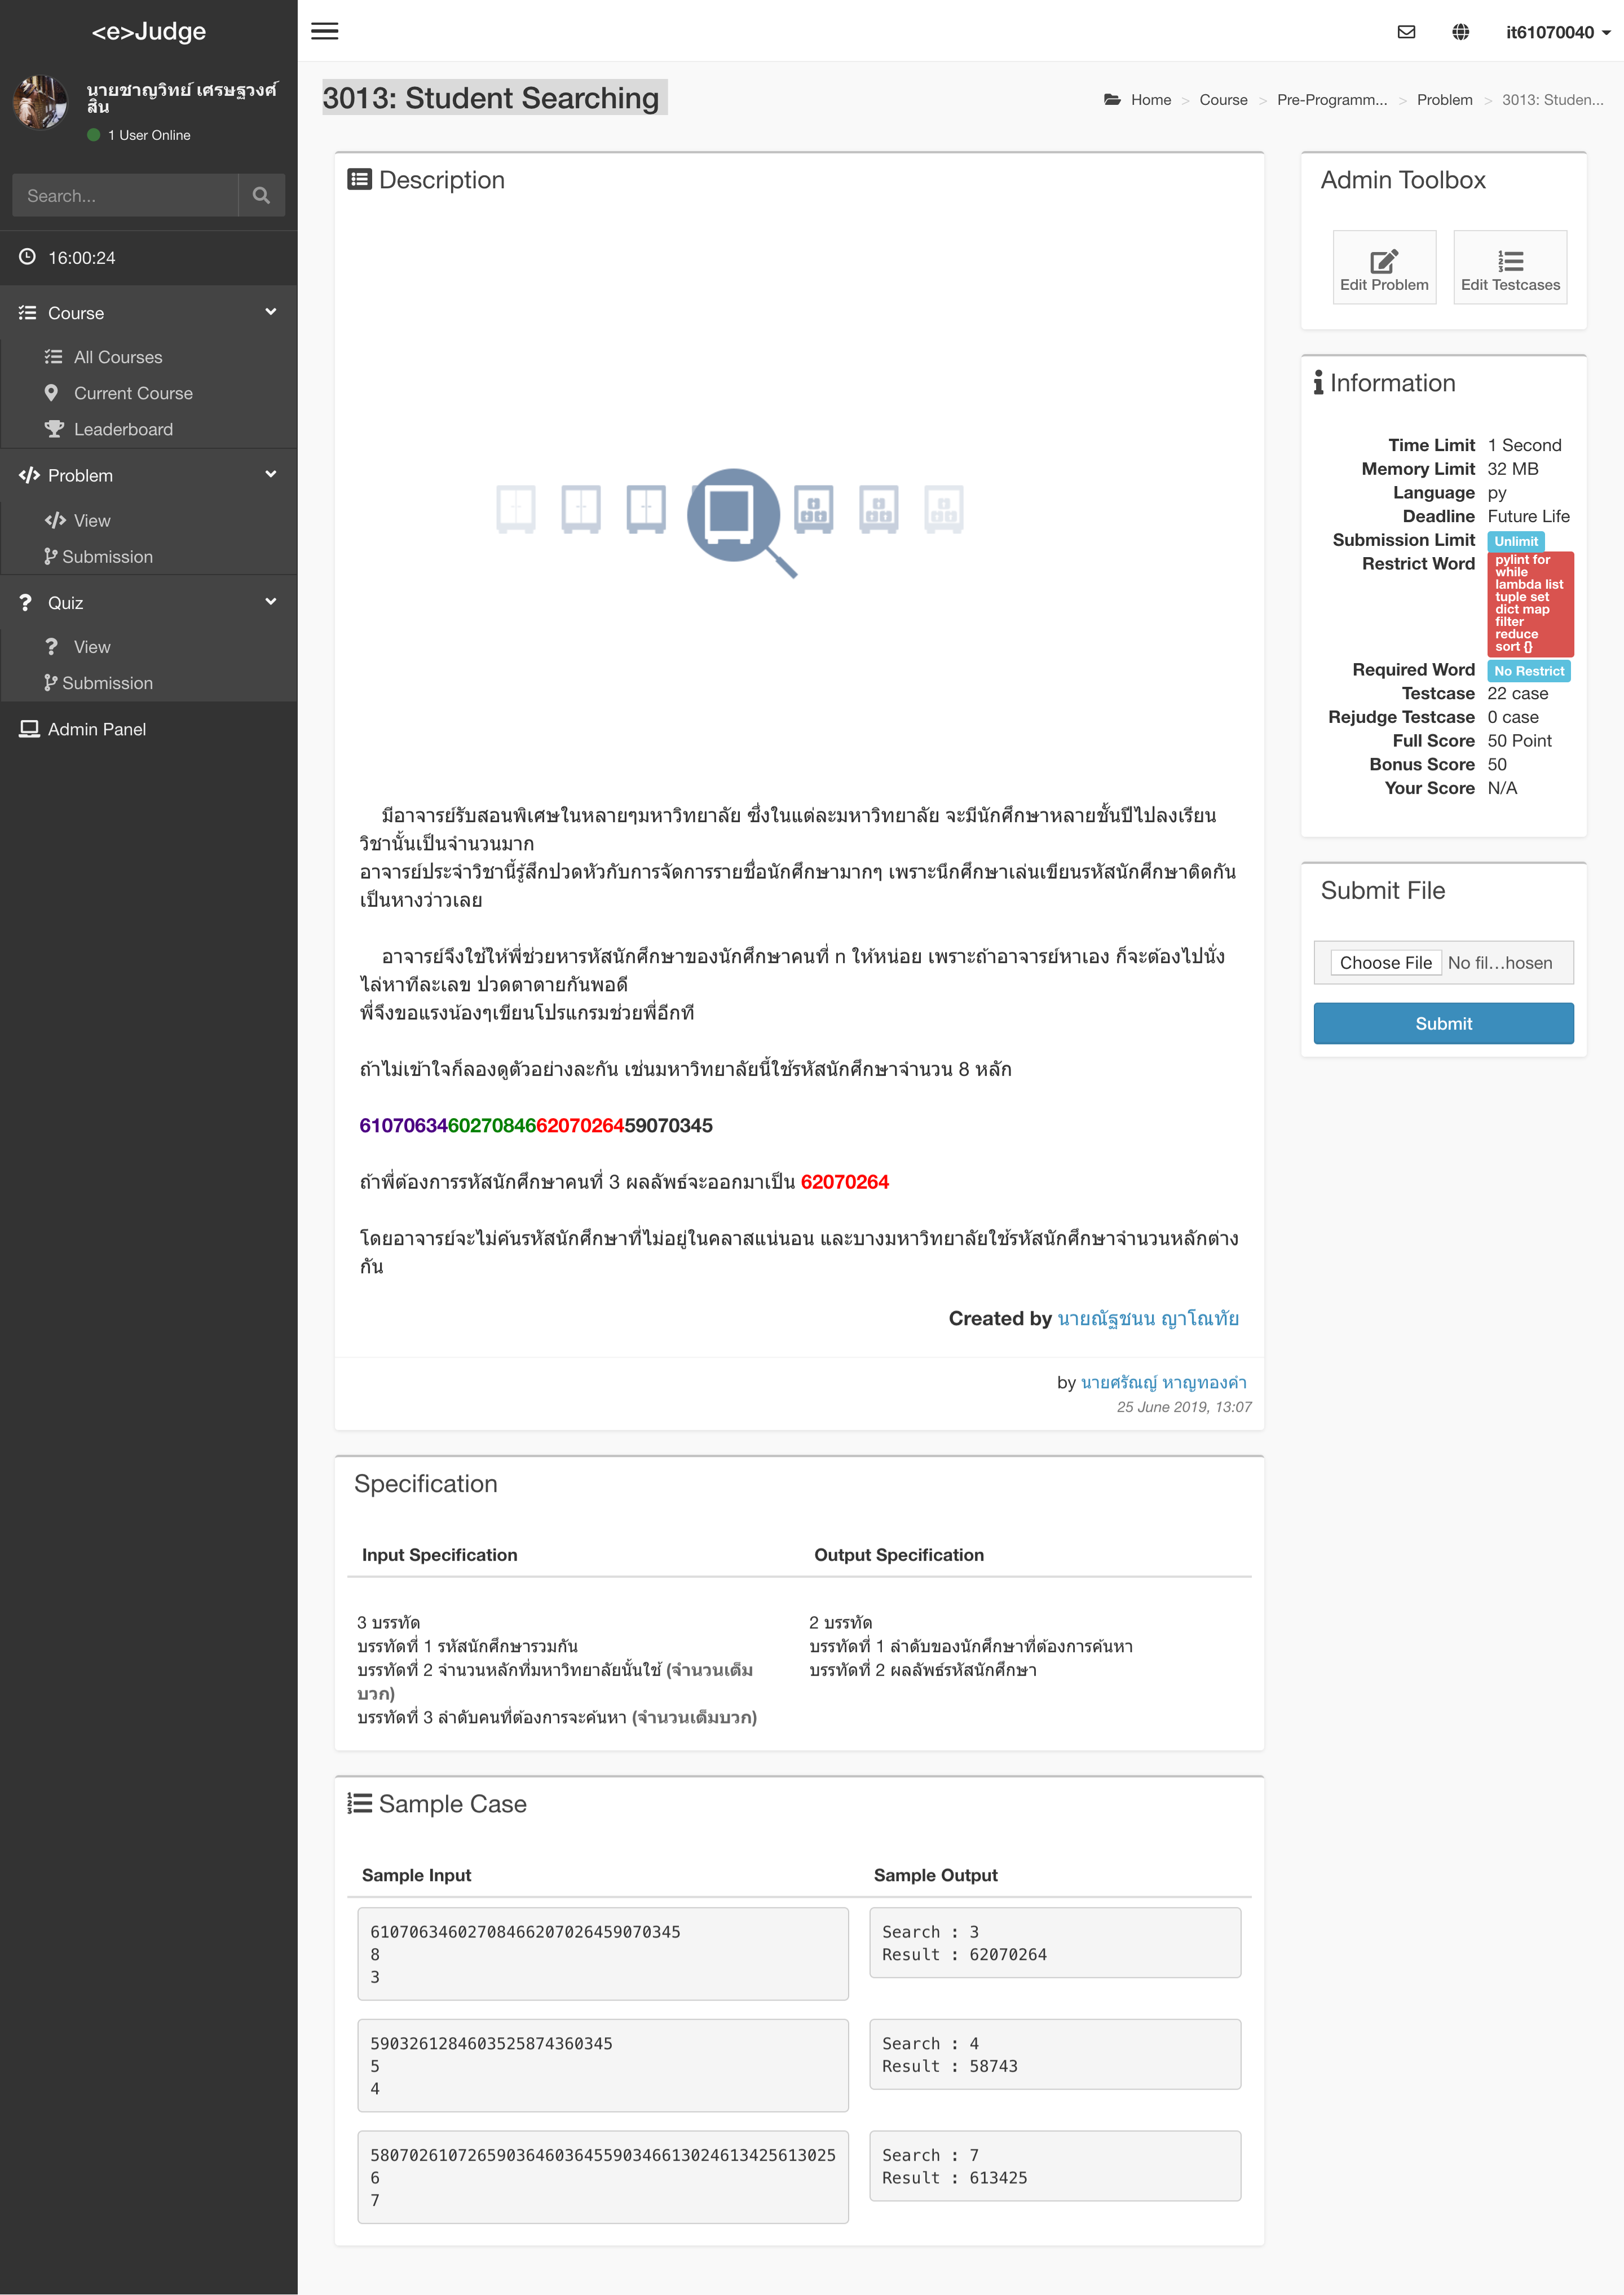 <e>Judge
it61070040
นายชาญวิทย์ เศรษฐวงศ์
สิน
1 User Online
Search...
16:00:24
Course
All Courses
Current Course
Leaderboard
Problem
View
Submission
Quiz
View
Submission
Admin Panel
3013: Student Searching
Home > Course > Pre-Programm... > Problem > 3013: Studen...
Description
มีอาจารย์รับสอนพิเศษในหลายๆมหาวิทยาลัย ซึ่งในแต่ละมหาวิทยาลัย จะมีนักศึกษาหลายชั้นปีไปลงเรียน
วิชานั้นเป็นจำนวนมาก
อาจารย์ประจำวิชานี้รู้สึกปวดหัวกับการจัดการรายชื่อนักศึกษามากๆ เพราะนึกศึกษาเล่นเขียนรหัสนักศึกษาติดกัน
เป็นหางว่าวเลย
อาจารย์จึงใช้ให้พี่ช่วยหารหัสนักศึกษาของนักศึกษาคนที่ n ให้หน่อย เพราะถ้าอาจารย์หาเอง ก็จะต้องไปนั่ง
ไล่หาทีละเลข ปวดตาตายกันพอดี
พี่จึงขอแรงน้องๆเขียนโปรแกรมช่วยพี่อีกที
ถ้าไม่เข้าใจก็ลองดูตัวอย่างละกัน เช่นมหาวิทยาลัยนี้ใช้รหัสนักศึกษาจำนวน 8 หลัก
61070634602708466207026459070345
ถ้าพี่ต้องการรหัสนักศึกษาคนที่ 3 ผลลัพธ์จะออกมาเป็น 62070264
โดยอาจารย์จะไม่ค้นรหัสนักศึกษาที่ไม่อยู่ในคลาสแน่นอน และบางมหาวิทยาลัยใช้รหัสนักศึกษาจำนวนหลักต่าง
กัน
Created by นายณัฐชนน ญาโณทัย
by นายศรัณญ์ หาญทองคำ
25 June 2019, 13:07
Specification
Input Specification
3 บรรทัด
บรรทัดที่ 1 รหัสนักศึกษารวมกัน
บรรทัดที่ 2 จำนวนหลักที่มหาวิทยาลัยนั้นใช้ (จำนวนเต็ม
บวก)
บรรทัดที่ 3 ลำดับคนที่ต้องการจะค้นหา (จำนวนเต็มบวก)
Output Specification
2 บรรทัด
บรรทัดที่ 1 ลำดับของนักศึกษาที่ต้องการค้นหา
บรรทัดที่ 2 ผลลัพธ์รหัสนักศึกษา
Sample Case
Sample Input
Sample Output
61070634602708466207026459070345
8
3
Search : 3
Result : 62070264
5903261284603525874360345
5
4
Search : 4
Result : 58743
580702610726590364603645590346613024613425613025
6
7
Search : 7
Result : 613425
Admin Toolbox
Edit Problem
Edit Testcases
Information
Time Limit 1 Second
Memory Limit 32 MB
Language py
Deadline Future Life
Submission Limit Unlimit
Restrict Word pylint for
while
lambda list
tuple set
dict map
filter
reduce
sort {}
Required Word No Restrict
Testcase 22 case
Rejudge Testcase 0 case
Full Score 50 Point
Bonus Score 50
Your Score N/A
Submit File
Choose File No fil...hosen
Submit